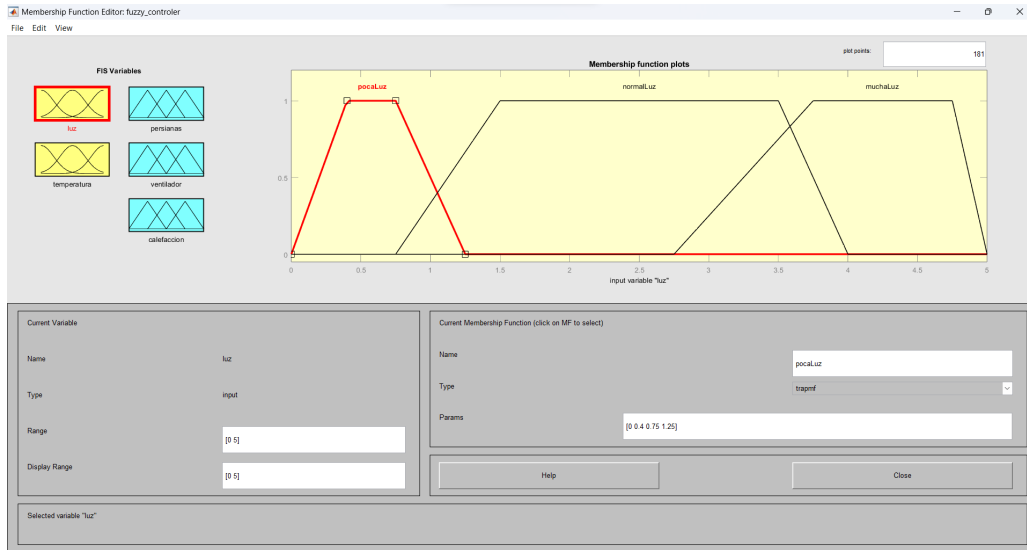 Membership Function Editor: fuzzy_controler
File Edit View
plot points: 181
FIS Variables
Membership function plots
luz
persianas
temperatura
ventilador
calefaccion
pocaLuz normalLuz muchaLuz
1
0.5
0
0 0.5 1 1.5 2 2.5 3 3.5 4 4.5 5
input variable "luz"
Current Variable
Name luz
Type input
Range [0 5]
Display Range [0 5]
Current Membership Function (click on MF to select)
Name pocaLuz
Type trapmf
Params [0 0.4 0.75 1.25]
Help Close
Selected variable "luz"